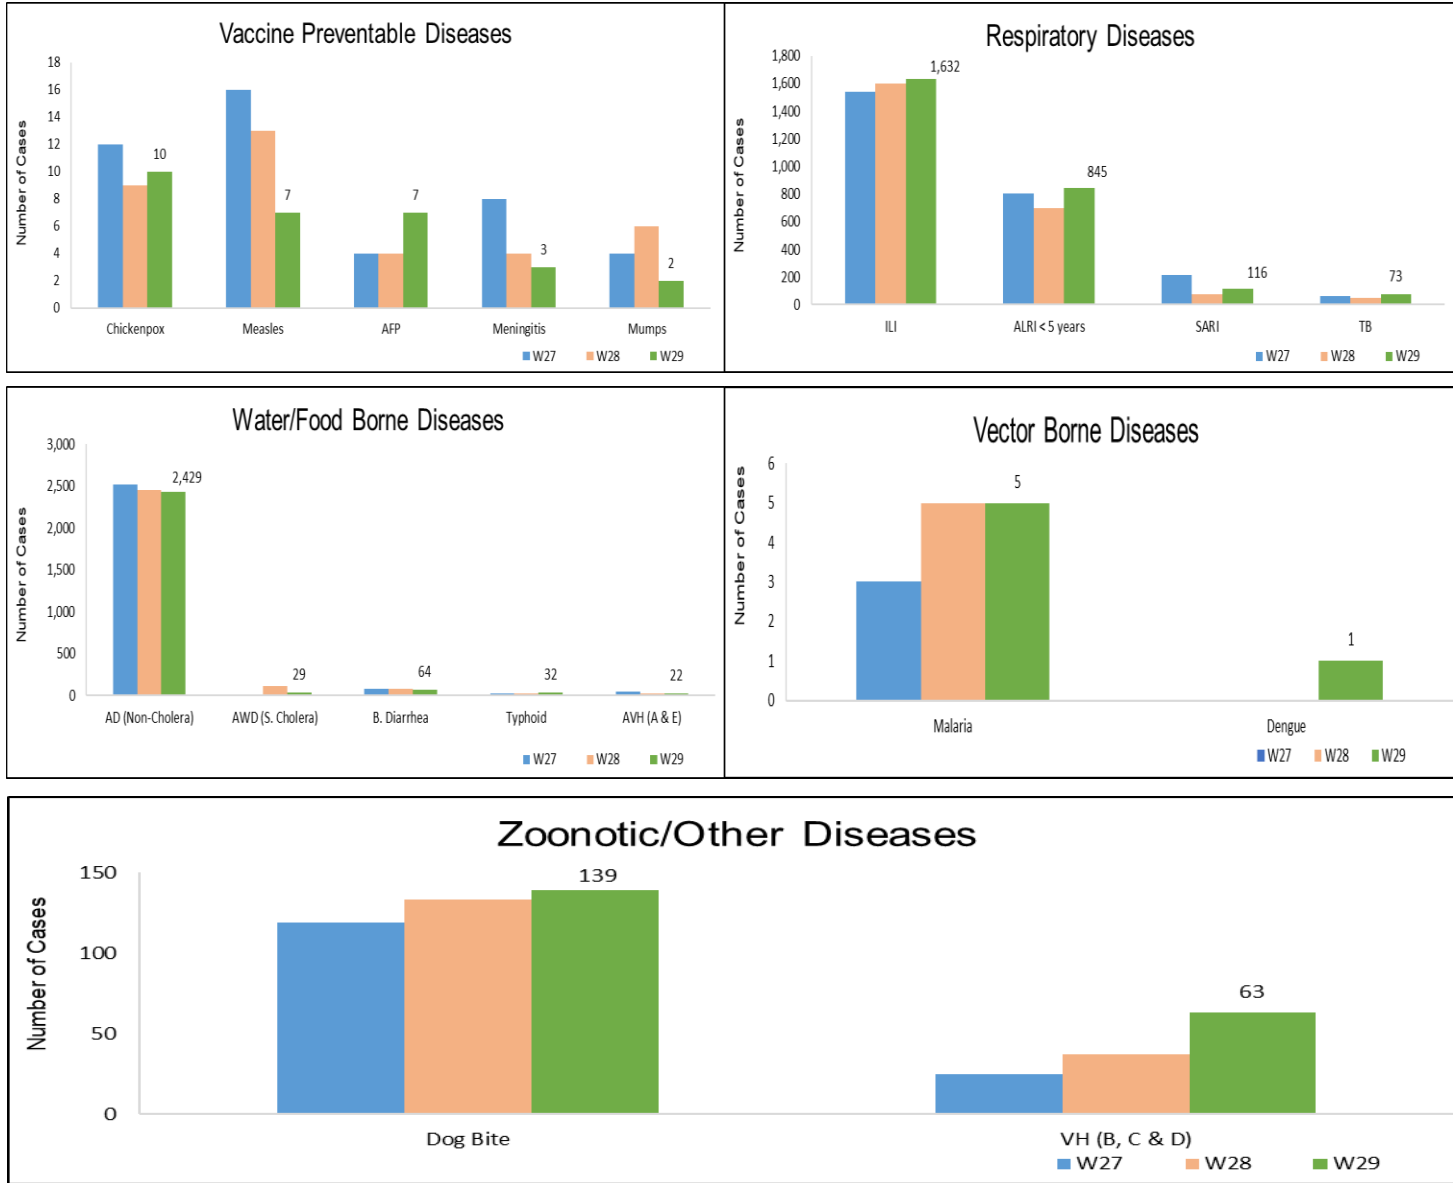 Vaccine Preventable Diseases
Number of Cases
18
16
14
12
10
8
6
4
2
0
10
7
7
3
2
Chickenpox Measles AFP Meningitis Mumps
W27 W28 W29
Respiratory Diseases
Number of Cases
1,800
1,600
1,400
1,200
1,000
800
600
400
200
0
1,632
845
116
73
ILI ALRI < 5 years SARI TB
W27 W28 W29
Water/Food Borne Diseases
Number of Cases
3,000
2,500
2,000
1,500
1,000
500
0
2,429
29
64
32
22
AD (Non-Cholera) AWD (S. Cholera) B. Diarrhea Typhoid AVH (A & E)
W27 W28 W29
Vector Borne Diseases
Number of Cases
6
5
4
3
2
1
0
5
1
Malaria Dengue
W27 W28 W29
Zoonotic/Other Diseases
Number of Cases
150
100
50
0
139
63
Dog Bite VH (B, C & D)
W27 W28 W29